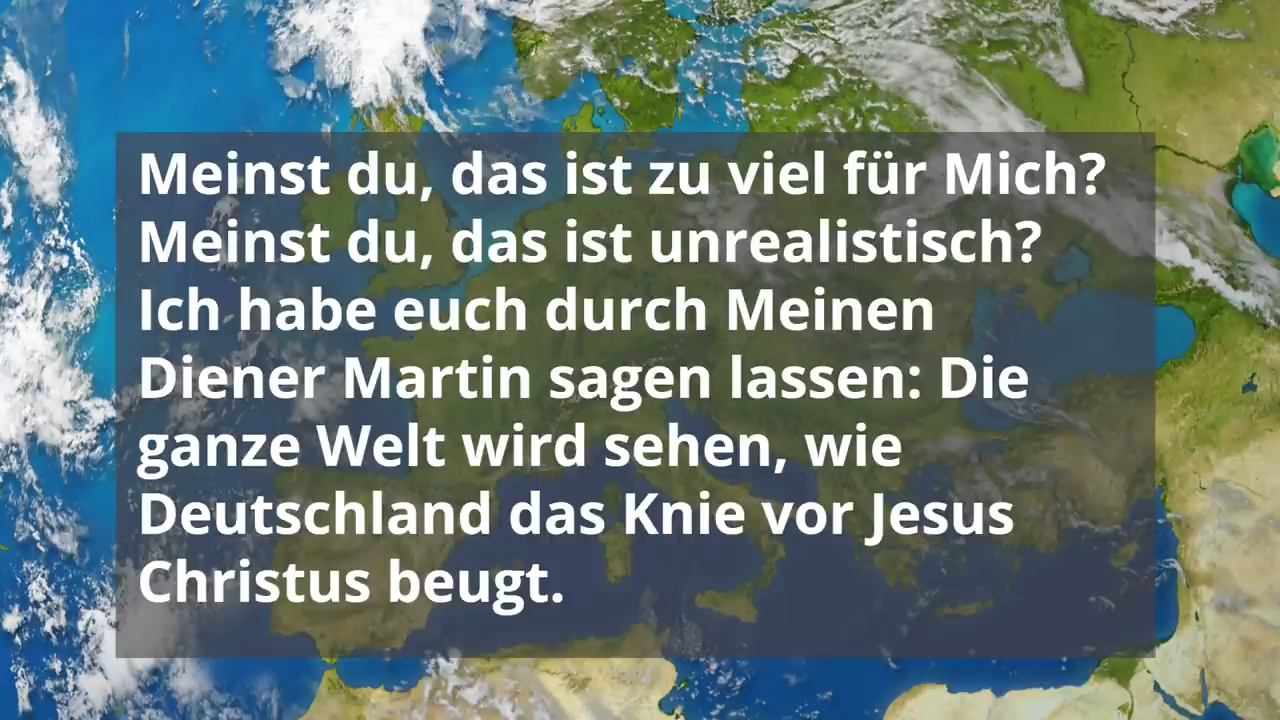 Meinst du, das ist zu viel für Mich?
Meinst du, das ist unrealistisch?
Ich habe euch durch Meinen
Diener Martin sagen lassen: Die
ganze Welt wird sehen, wie
Deutschland das Knie vor Jesus
Christus beugt.